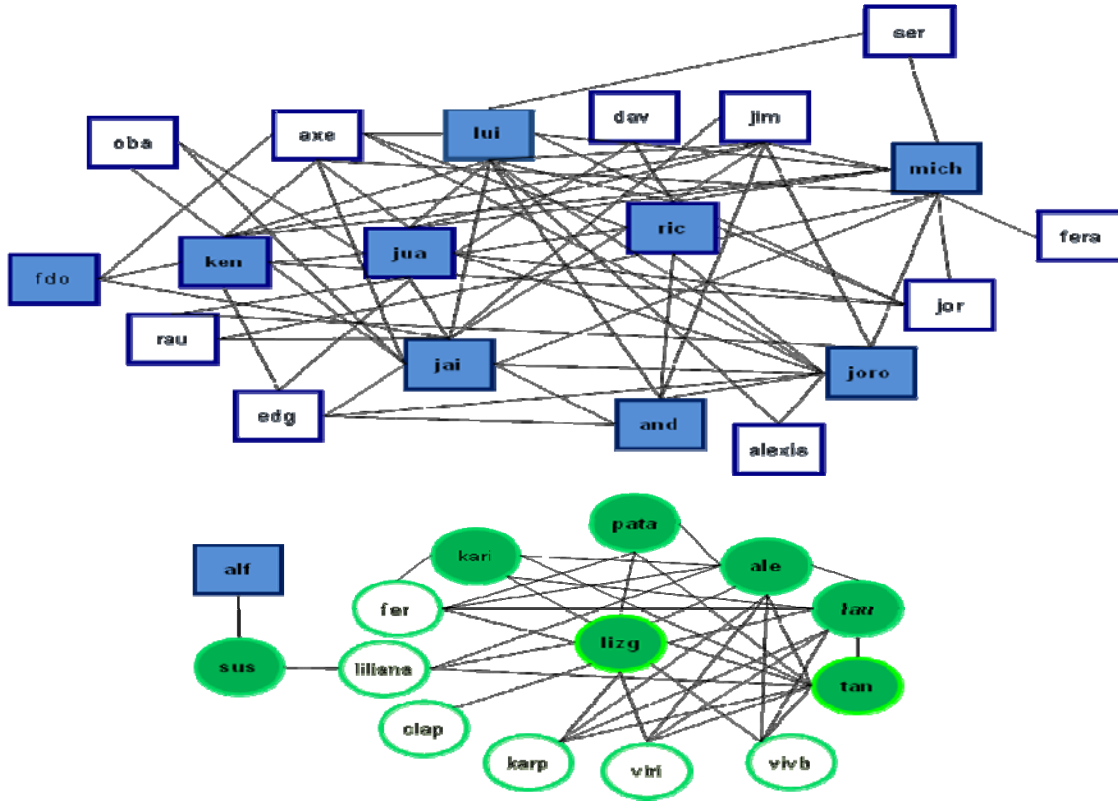 ser
dav
jim
lui
axe
oba
mich
ric
fera
jua
ken
fdo
jor
rau
jai
joro
edg
and
alexis
pata
kari
alf
ale
fer
lau
lizg
sus
liliana
tan
clap
karp
viri
vivb